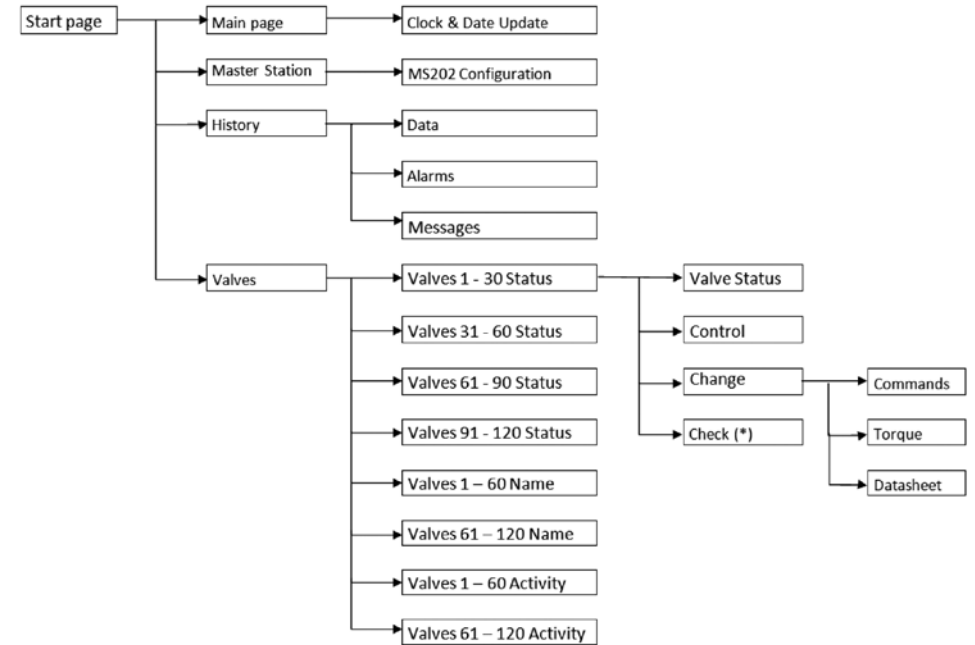 Start page
Main page
Clock & Date Update
Master Station
MS202 Configuration
History
Data
Alarms
Messages
Valves
Valves 1 - 30 Status
Valve Status
Valves 31 - 60 Status
Control
Valves 61 - 90 Status
Change
Commands
Valves 91 - 120 Status
Check (*)
Torque
Valves 1 – 60 Name
Datasheet
Valves 61 – 120 Name
Valves 1 – 60 Activity
Valves 61 – 120 Activity